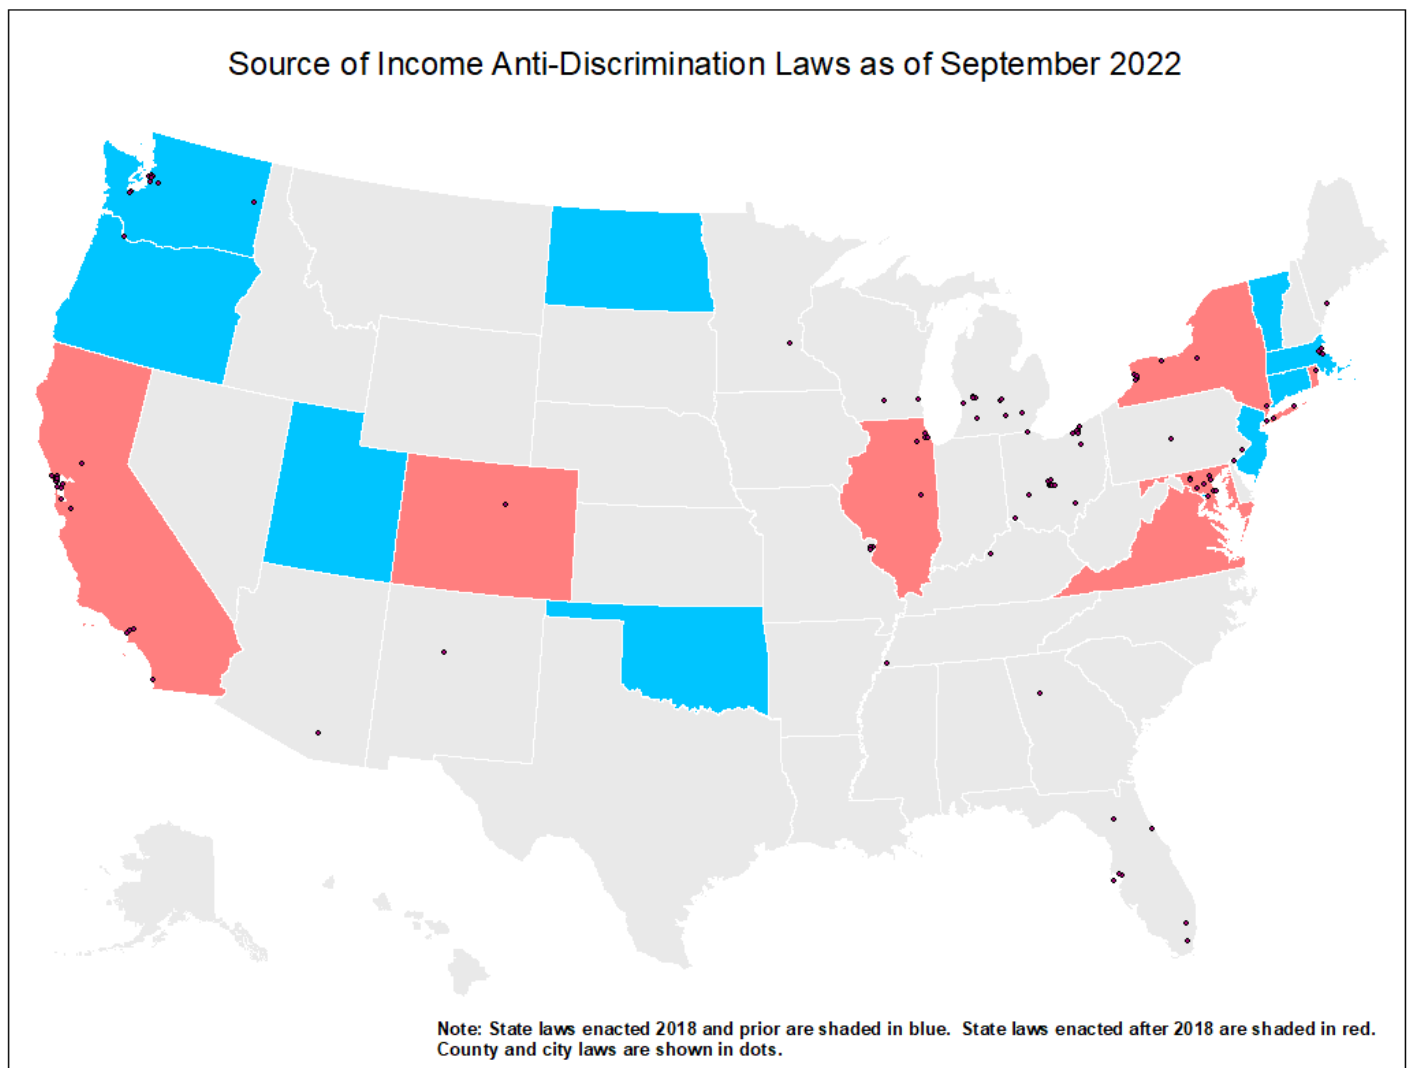 Source of Income Anti-Discrimination Laws as of September 2022
Note: State laws enacted 2018 and prior are shaded in blue.  State laws enacted after 2018 are shaded in red.
County and city laws are shown in dots.